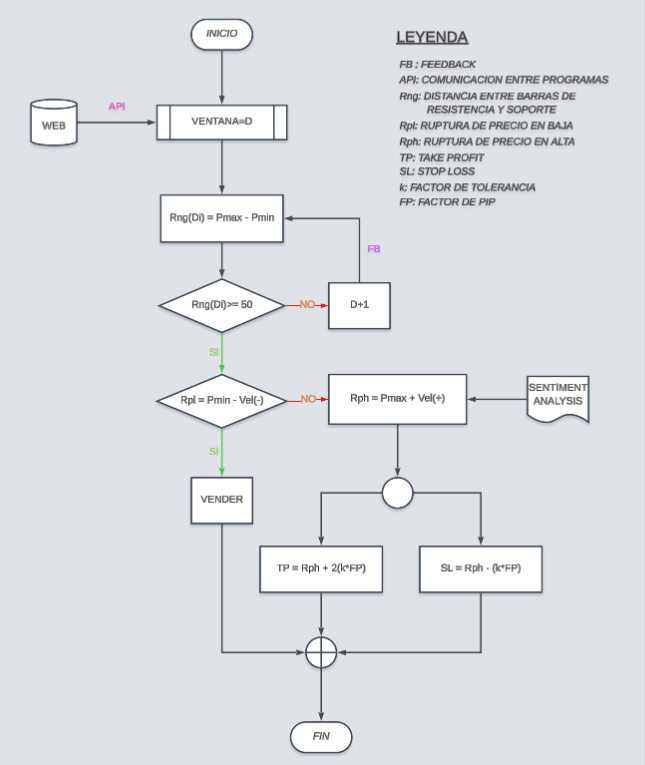 INICIO
LEYENDA
FB : FEEDBACK
API: COMUNICACION ENTRE PROGRAMAS
Rng: DISTANCIA ENTRE BARRAS DE
RESISTENCIA Y SOPORTE
Rpl: RUPTURA DE PRECIO EN BAJA
Rph: RUPTURA DE PRECIO EN ALTA
TP: TAKE PROFIT
SL: STOP LOSS
k: FACTOR DE TOLERANCIA
FP: FACTOR DE PIP
API
WEB
VENTANA=D
Rng(Di) = Pmax - Pmin
FB
Rng(Di)>= 50
NO
D+1
SI
Rpl = Pmin - Vel(-)
NO
Rph = Pmax + Vel(+)
SENTIMENT
ANALYSIS
SI
VENDER
TP = Rph + 2(k*FP)
SL = Rph - (k*FP)
FIN